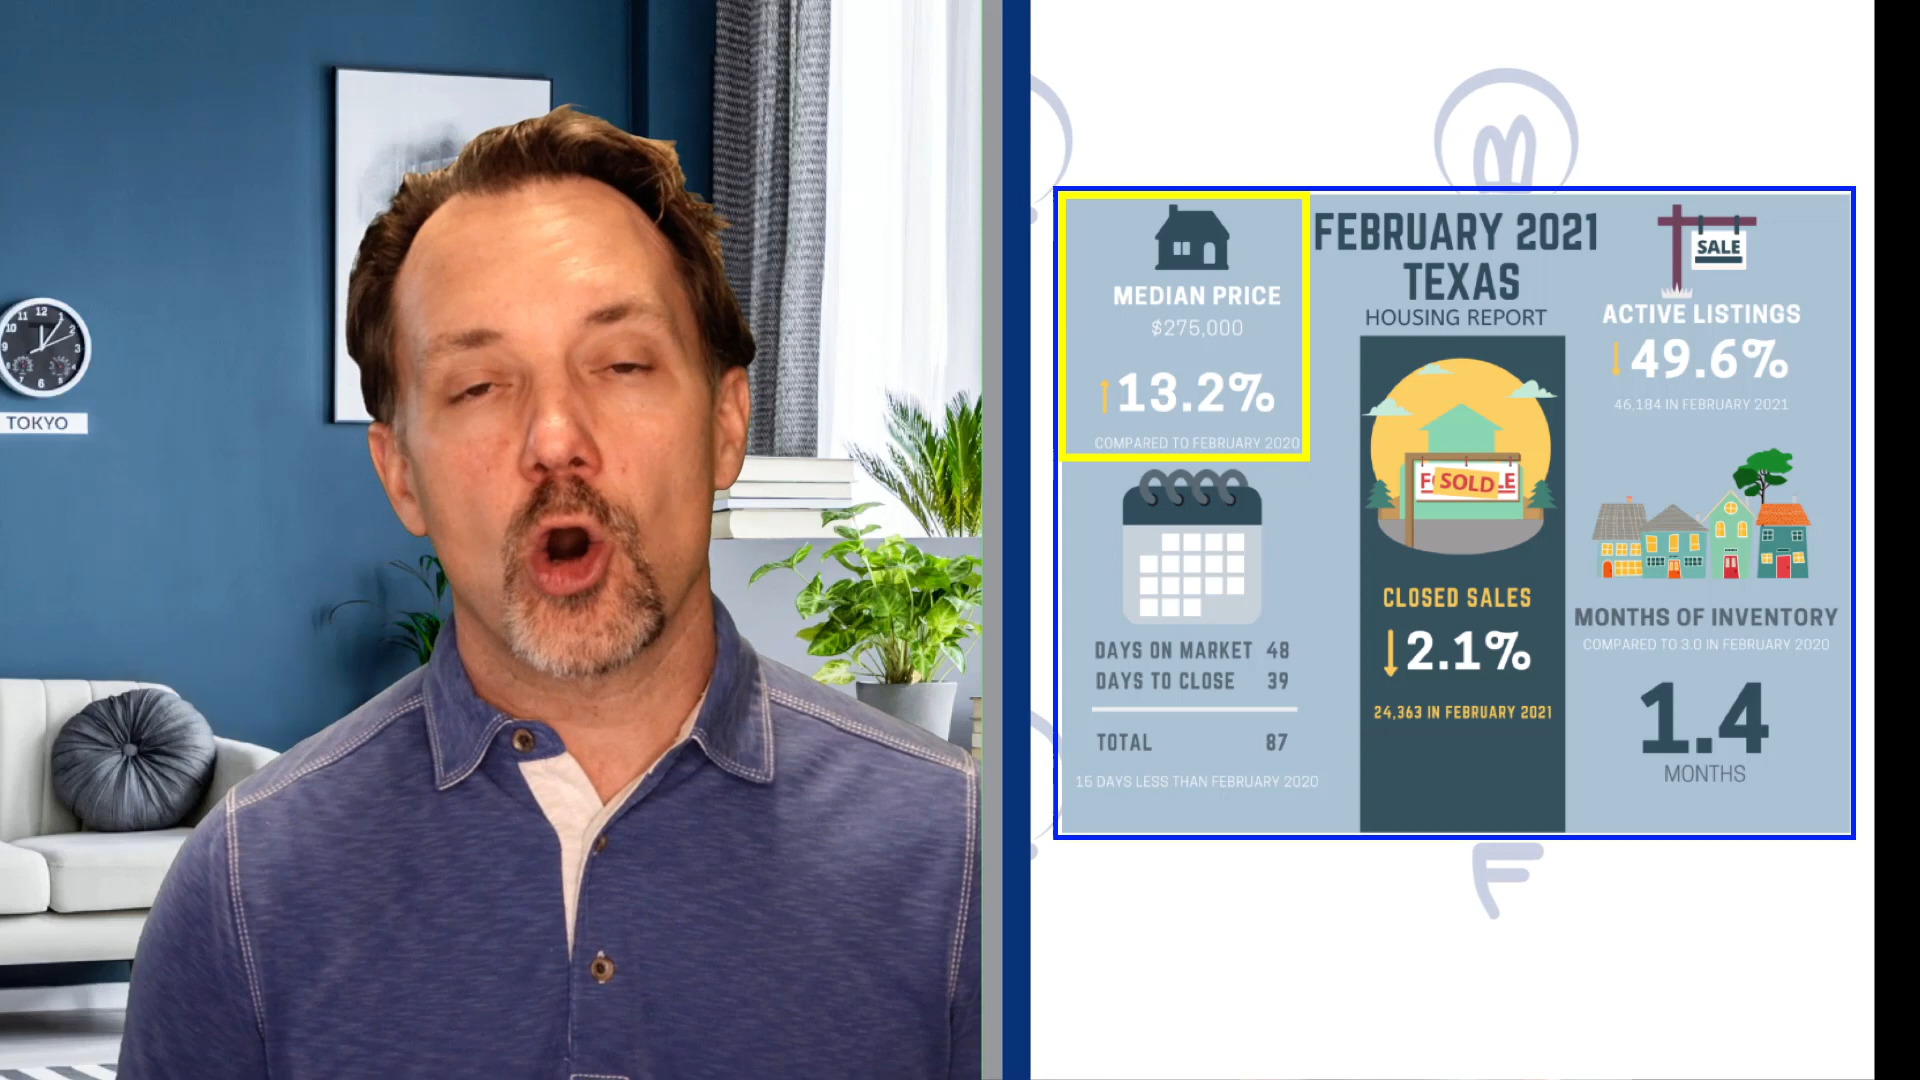 TOKYO
MEDIAN PRICE
$275,000
13.2%
COMPARED TO FEBRUARY 2020
DAYS ON MARKET 48
DAYS TO CLOSE 39
TOTAL 87
15 DAYS LESS THAN FEBRUARY 2020
FEBRUARY 2021
TEXAS
HOUSING REPORT
SOLD
CLOSED SALES
2.1%
24,363 IN FEBRUARY 2021
SALE
ACTIVE LISTINGS
49.6%
46,184 IN FEBRUARY 2021
MONTHS OF INVENTORY
COMPARED TO 3.0 IN FEBRUARY 2020
1.4
MONTHS